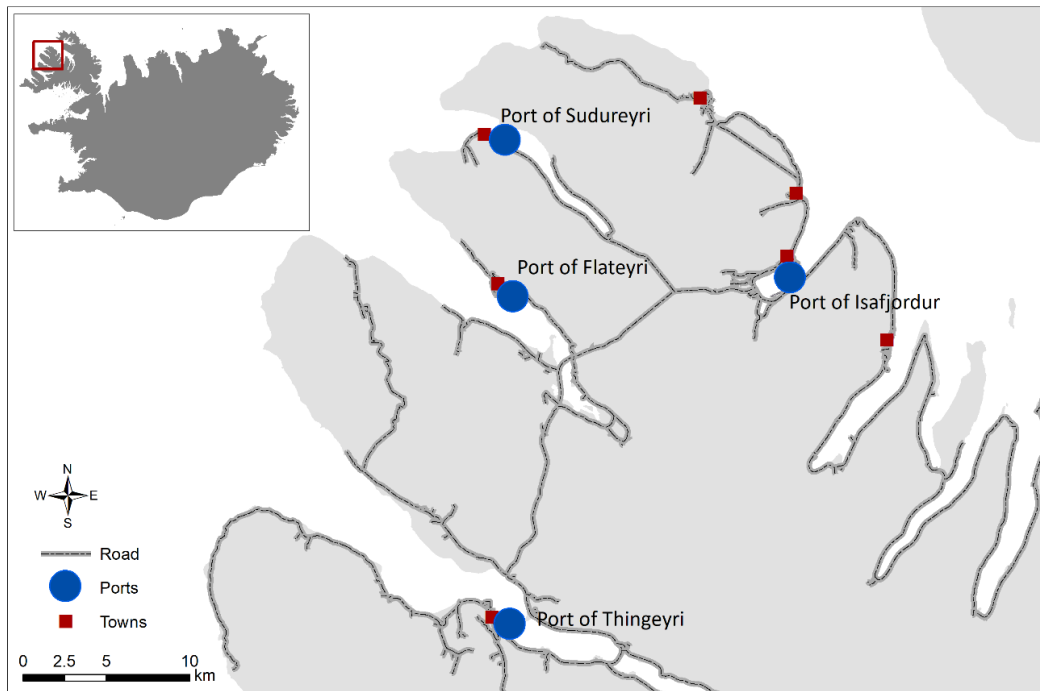 Port of Sudureyri
Port of Flateyri
Port of Isafjordur
N
W E
S
Road
Ports
Port of Thingeyri
Towns
0 2.5 5 10
km